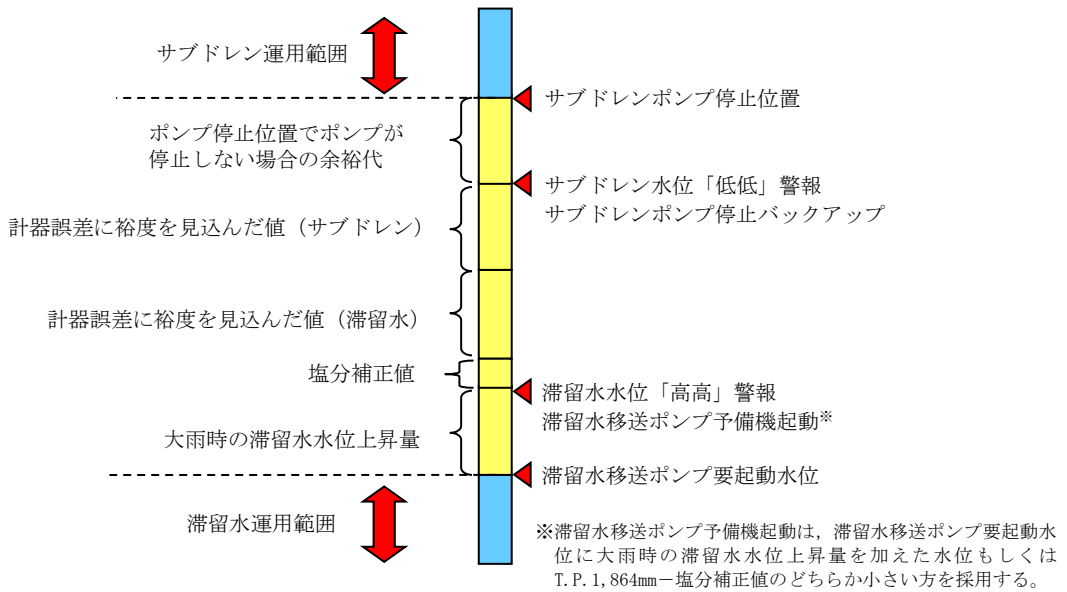 サブドレン運用範囲
サブドレンポンプ停止位置
ポンプ停止位置でポンプが
停止しない場合の余裕代
サブドレン水位「低低」警報
サブドレンポンプ停止バックアップ
計器誤差に裕度を見込んだ値（サブドレン）
計器誤差に裕度を見込んだ値（滞留水）
塩分補正値
滞留水水位「高高」警報
滞留水移送ポンプ予備機起動※
大雨時の滞留水水位上昇量
滞留水移送ポンプ要起動水位
滞留水運用範囲
※滞留水移送ポンプ予備機起動は，滞留水移送ポンプ要起動水
位に大雨時の滞留水水位上昇量を加えた水位もしくは
T.P.1,864mm－塩分補正値のどちらか小さい方を採用する。